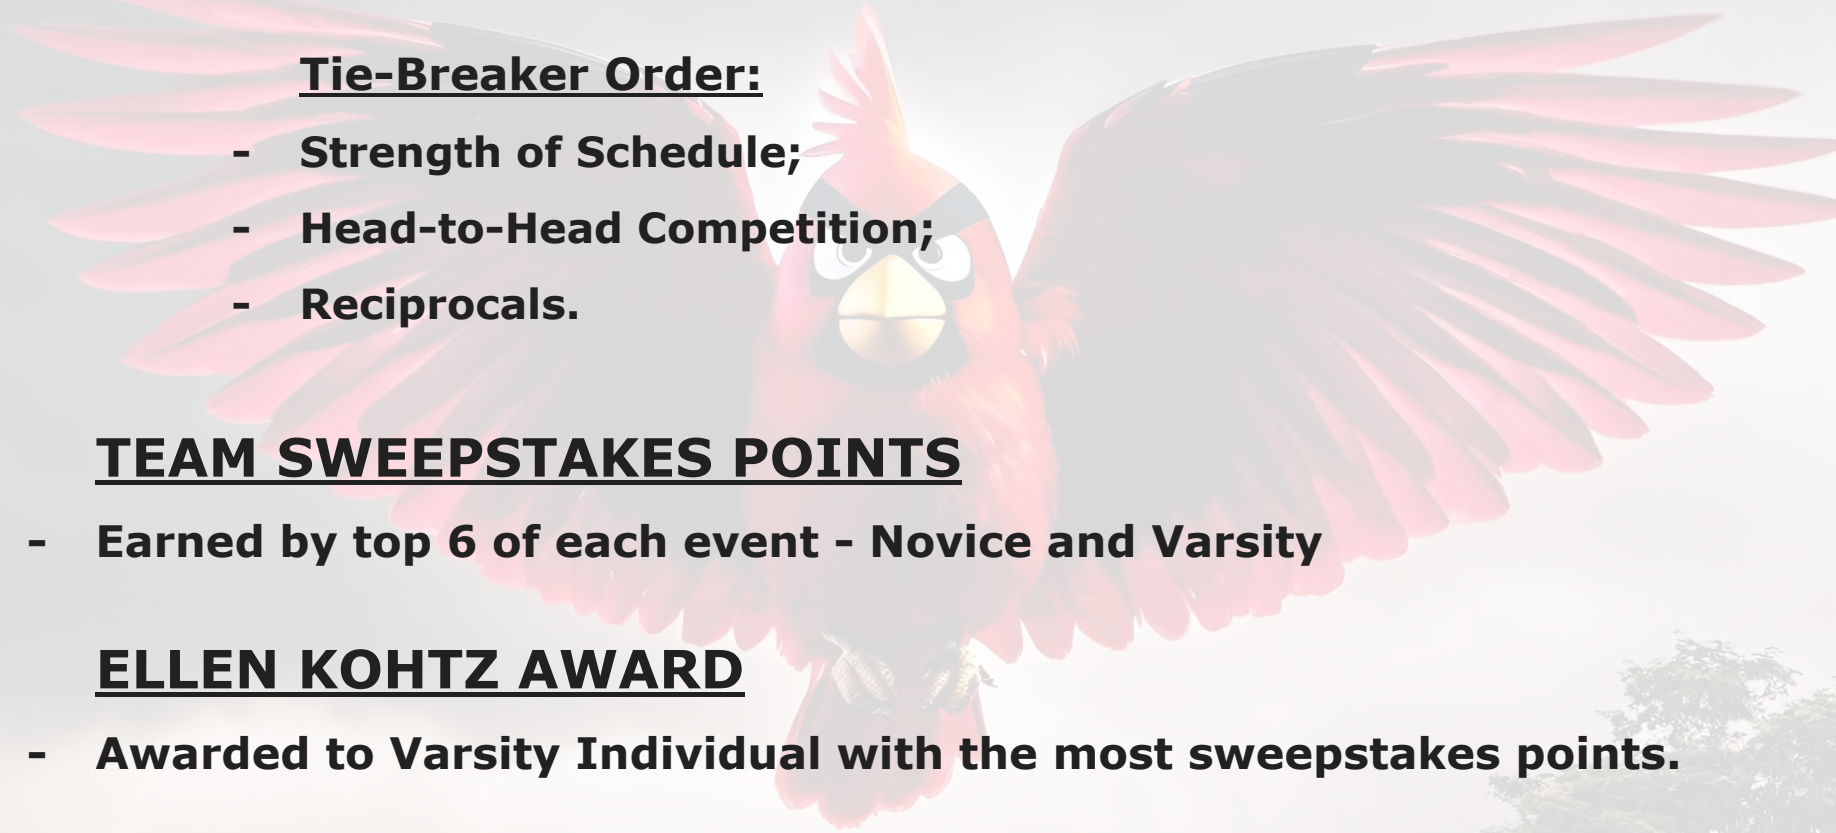 Tie-Breaker Order:
- Strength of Schedule;
- Head-to-Head Competition;
- Reciprocals.
TEAM SWEEPSTAKES POINTS
- Earned by top 6 of each event - Novice and Varsity
ELLEN KOHTZ AWARD
- Awarded to Varsity Individual with the most sweepstakes points.